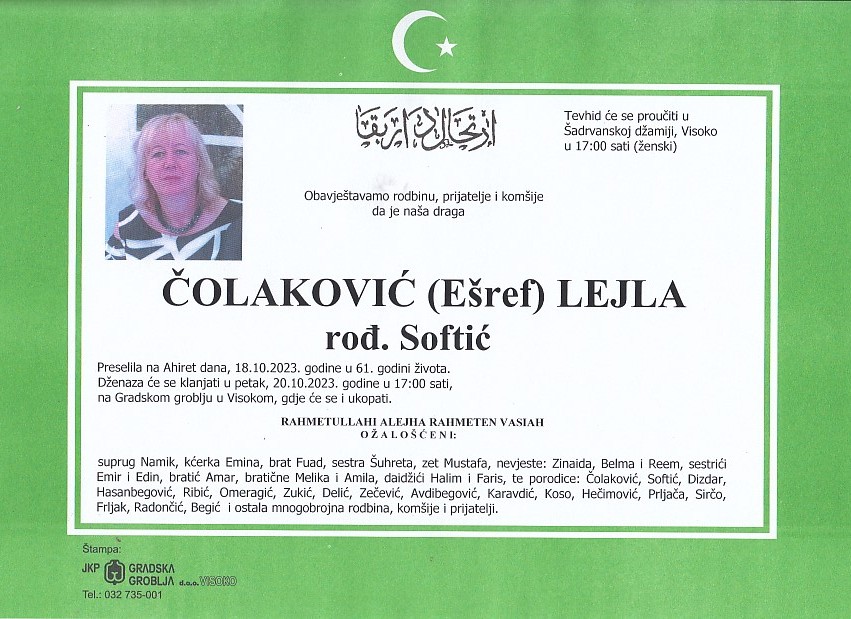 ارتحال دار بقا
Tevhid će se proučiti u
Šadrvanskoj džamiji, Visoko
u 17:00 sati (ženski)
Obavještavamo rodbinu, prijatelje i komšije
da je naša draga
ČOLAKOVIĆ (Ešref) LEJLA
rođ. Softić
Preselila na Ahiret dana, 18.10.2023. godine u 61. godini života.
Dženaza će se klanjati u petak, 20.10.2023. godine u 17:00 sati,
na Gradskom groblju u Visokom, gdje će se i ukopati.
RAHMETULLAHI ALEJHA RAHMETEN VASIAH
O Ž A L O Š Ć E N I:
suprug Namik, kćerka Emina, brat Fuad, sestra Šuhreta, zet Mustafa, nevjeste: Zinaida, Belma i Reem, sestrići
Emir i Edin, bratić Amar, bratične Melika i Amila, daidžići Halim i Faris, te porodice: Čolaković, Softić, Dizdar,
Hasanbegović, Ribić, Omeragić, Zukić, Delić, Zečević, Avdibegović, Karavdić, Koso, Hečimović, Prljača, Sirčo,
Frljak, Radončić, Begić i ostala mnogobrojna rodbina, komšije i prijatelji.
Štampa:
JKP GRADSKA
GROBLJA d.o.o. VISOKO
Tel.: 032 735-001